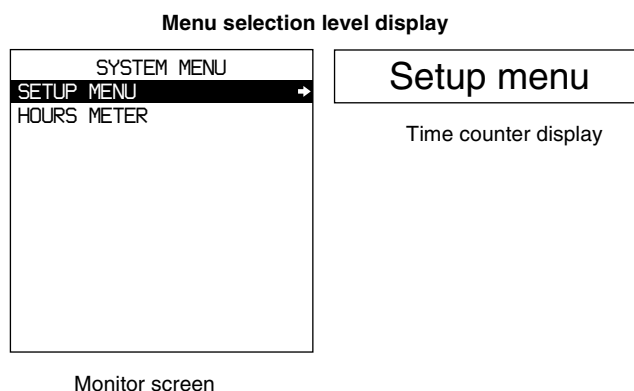 Menu selection level display
SYSTEM MENU
SETUP MENU
HOURS METER
Monitor screen
Setup menu
Time counter display